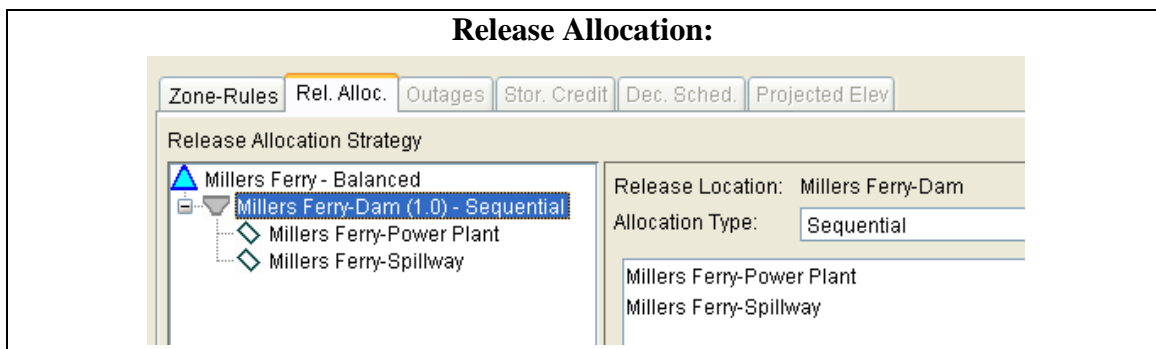 Release Allocation:
Zone-Rules Rel. Alloc. Outages Stor. Credit Dec. Sched. Projected Elev
Release Allocation Strategy
Millers Ferry - Balanced
Millers Ferry-Dam (1.0) - Sequential
Millers Ferry-Power Plant
Millers Ferry-Spillway
Release Location: Millers Ferry-Dam
Allocation Type: Sequential
Millers Ferry-Power Plant
Millers Ferry-Spillway